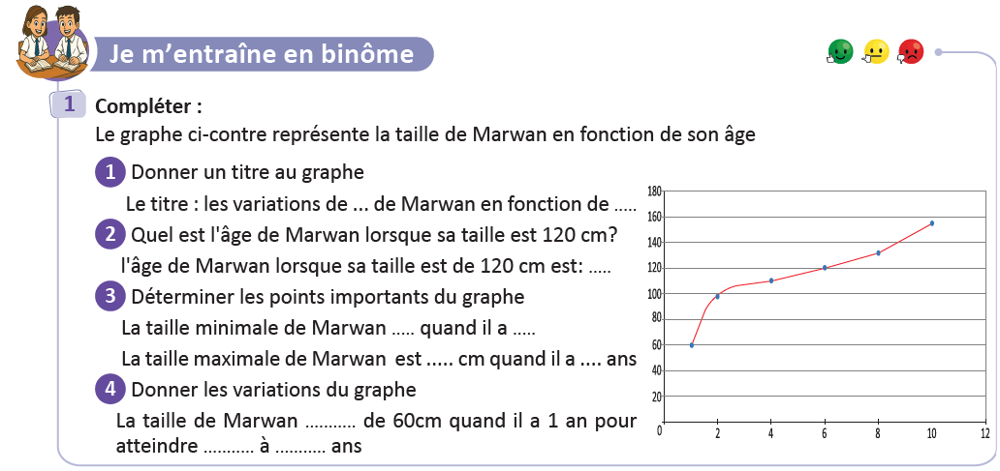 Je m'entraîne en binôme
1 Compléter :
Le graphe ci-contre représente la taille de Marwan en fonction de son âge
1 Donner un titre au graphe
Le titre : les variations de ... de Marwan en fonction de .....
2 Quel est l'âge de Marwan lorsque sa taille est 120 cm?
l'âge de Marwan lorsque sa taille est de 120 cm est: .....
3 Déterminer les points importants du graphe
La taille minimale de Marwan ..... quand il a .....
La taille maximale de Marwan est ..... cm quand il a .... ans
4 Donner les variations du graphe
La taille de Marwan ........... de 60cm quand il a 1 an pour
atteindre ........... à ........... ans
180
160
140
120
100
80
60
40
20
0 2 4 6 8 10 12